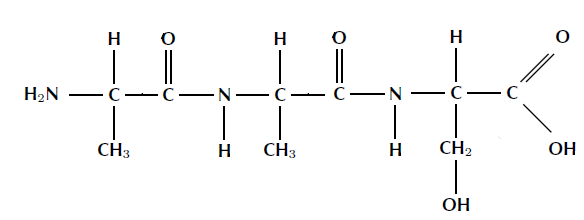 H O H O H O
H₂N C C N C C N C C
CH₃ H CH₃ H CH₂ OH
OH